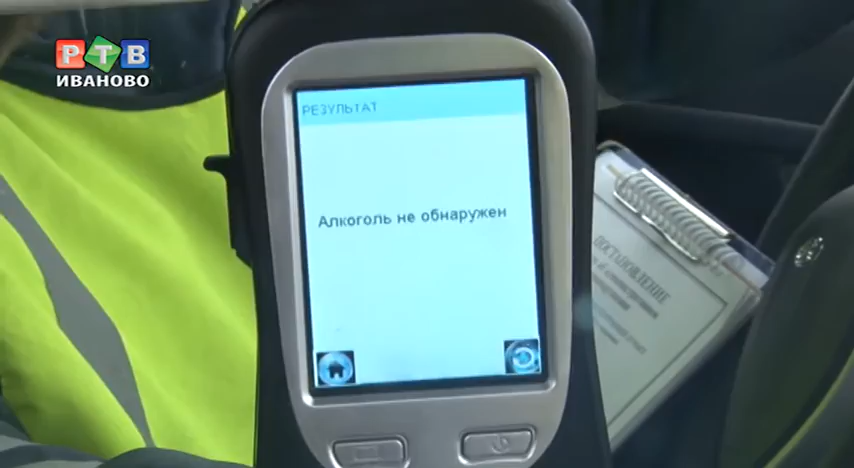 РТВ
ИВАНОВО
РЕЗУЛЬТАТ
Алкоголь не обнаружен
ПОСТАНОВЛЕНИЕ